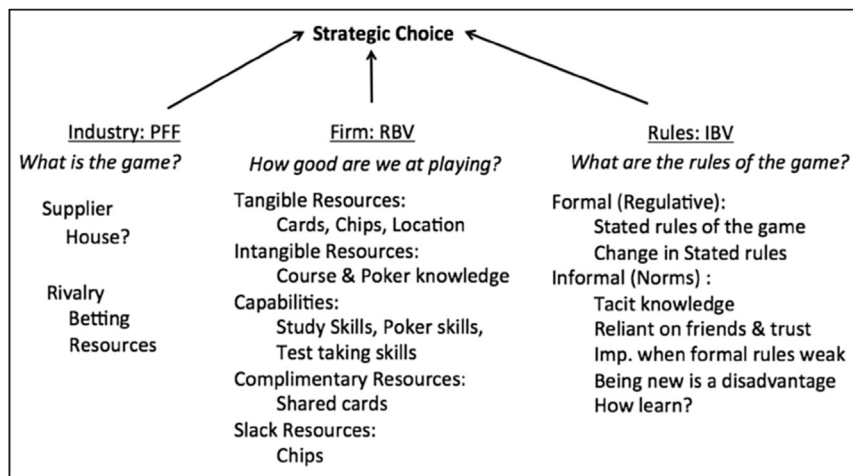 Strategic Choice
Industry: PFF
What is the game?
Supplier
House?
Rivalry
Betting
Resources
Firm: RBV
How good are we at playing?
Tangible Resources:
Cards, Chips, Location
Intangible Resources:
Course & Poker knowledge
Capabilities:
Study Skills, Poker skills,
Test taking skills
Complimentary Resources:
Shared cards
Slack Resources:
Chips
Rules: IBV
What are the rules of the game?
Formal (Regulative):
Stated rules of the game
Change in Stated rules
Informal (Norms) :
Tacit knowledge
Reliant on friends & trust
Imp. when formal rules weak
Being new is a disadvantage
How learn?